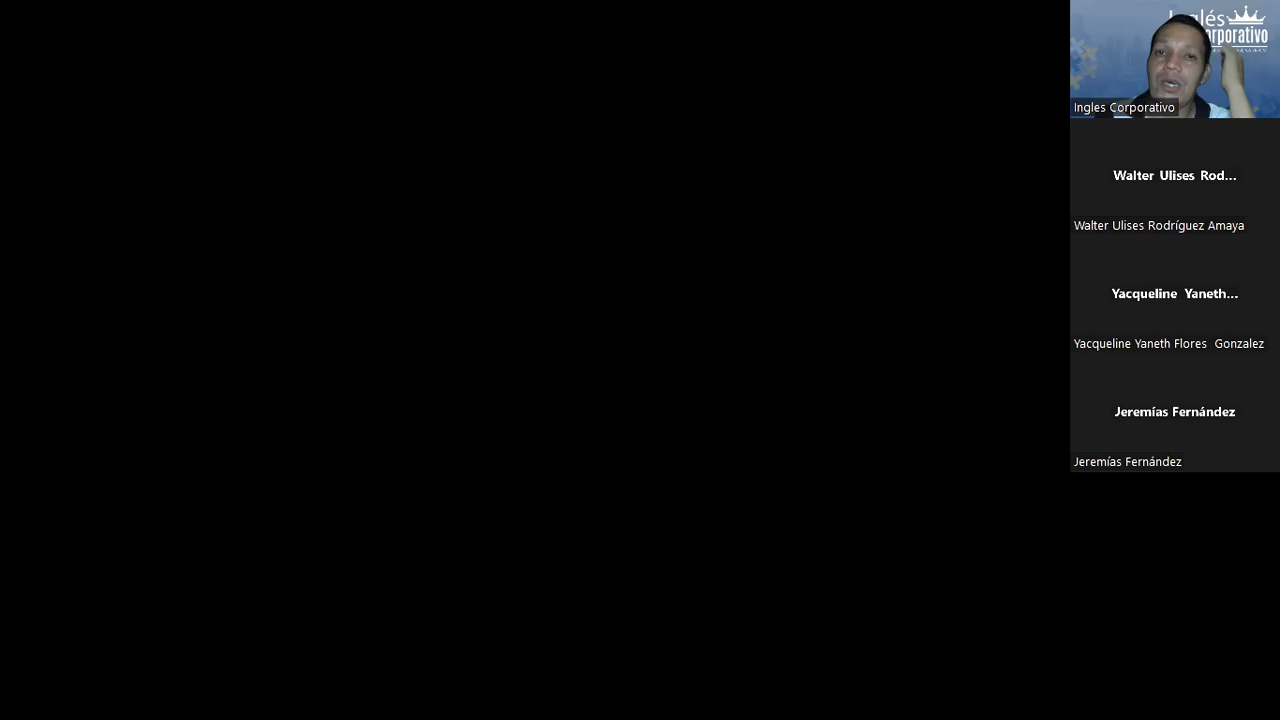 Inglés
Corporativo
Ingles Corporativo
Walter Ulises Rod...
Walter Ulises Rodríguez Amaya
Yacqueline Yaneth...
Yacqueline Yaneth Flores Gonzalez
Jeremías Fernández
Jeremías Fernández